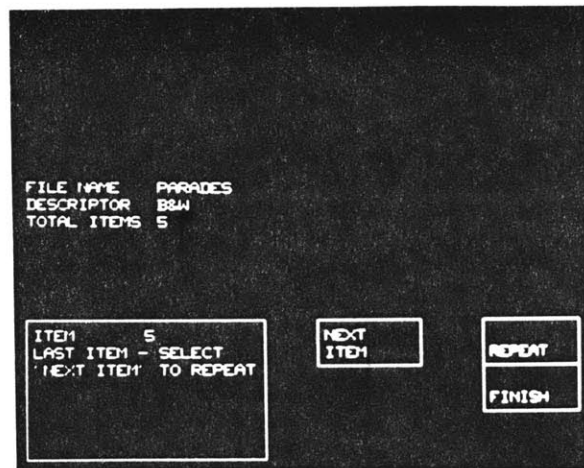 FILE NAME PARADES
DESCRIPTOR B&W
TOTAL ITEMS 5
ITEM 5
LAST ITEM - SELECT
'NEXT ITEM' TO REPEAT
NEXT
ITEM
REPEAT
FINISH